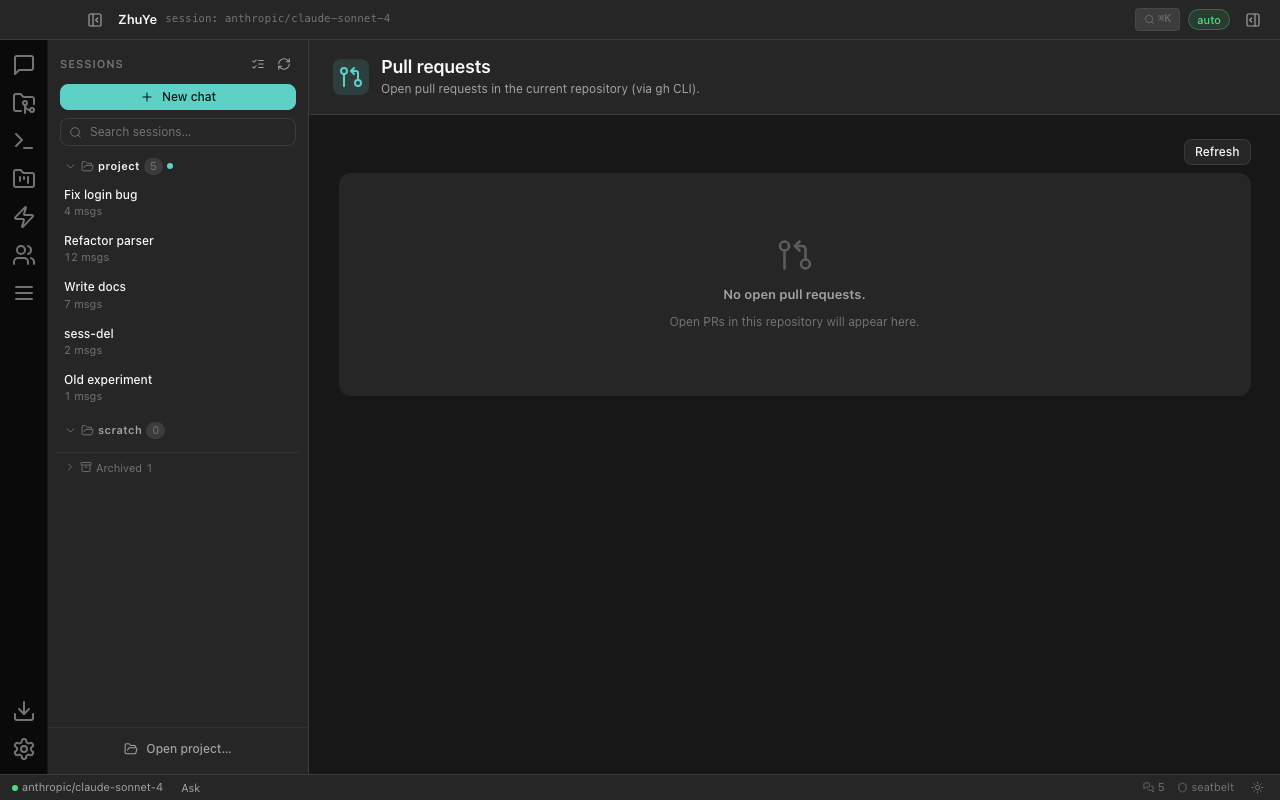 ZhuYe session: anthropic/claude-sonnet-4
⌘K
auto
SESSIONS
New chat
Search sessions...
project 5
Fix login bug
4 msgs
Refactor parser
12 msgs
Write docs
7 msgs
sess-del
2 msgs
Old experiment
1 msgs
scratch 0
Archived 1
Open project...
Pull requests
Open pull requests in the current repository (via gh CLI).
Refresh
No open pull requests.
Open PRs in this repository will appear here.
anthropic/claude-sonnet-4 Ask
5 seatbelt